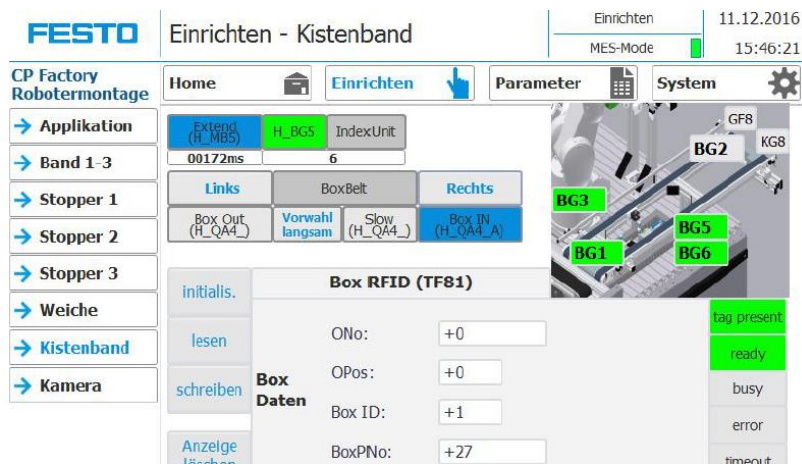 FESTO
Einrichten - Kistenband
Einrichten
MES-Mode
11.12.2016
15:46:21
CP Factory
Robotermontage
Home
Einrichten
Parameter
System
Applikation
Band 1-3
Stopper 1
Stopper 2
Stopper 3
Weiche
Kistenband
Kamera
Extend
(H_MB5)
H_BG5
IndexUnit
00172ms
6
Links
BoxBelt
Rechts
Box Out
(H_QA4_)
Vorwahl
langsam
Slow
(H_QA4_)
Box IN
(H_QA4_A)
GF8
BG2
KG8
BG3
BG5
BG1
BG6
initialis.
lesen
schreiben
Anzeige
löschen
Box RFID (TF81)
Box
Daten
ONo:
+0
OPos:
+0
Box ID:
+1
BoxPNo:
+27
tag present
ready
busy
error
timeout